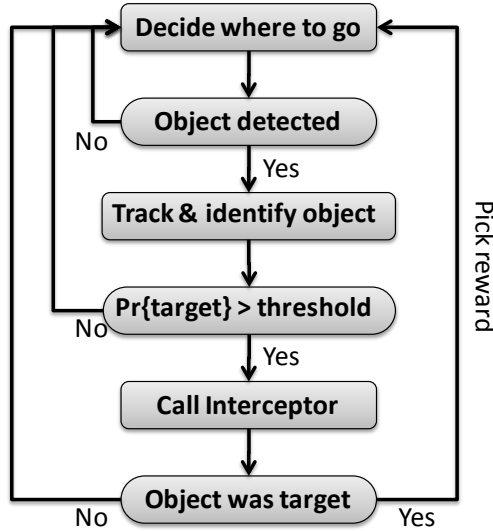 Decide where to go
Object detected
No
Yes
Track & identify object
Pick reward
Pr{target} > threshold
No
Yes
Call Interceptor
Object was target
No
Yes